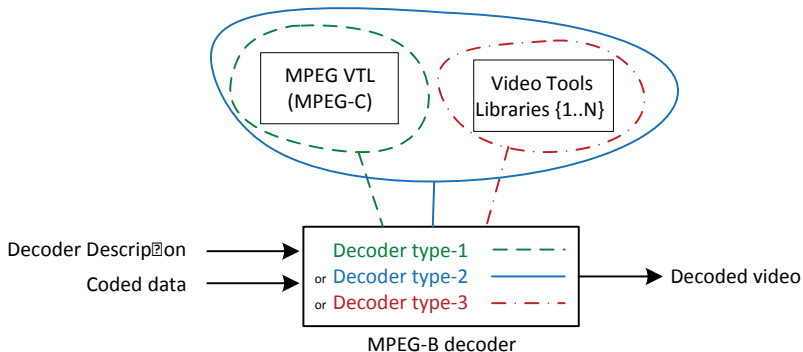 MPEG VTL
(MPEG-C)
Video Tools
Libraries {1..N}
Decoder Descrip�on
Coded data
Decoder type-1
or Decoder type-2
or Decoder type-3
Decoded video
MPEG-B decoder